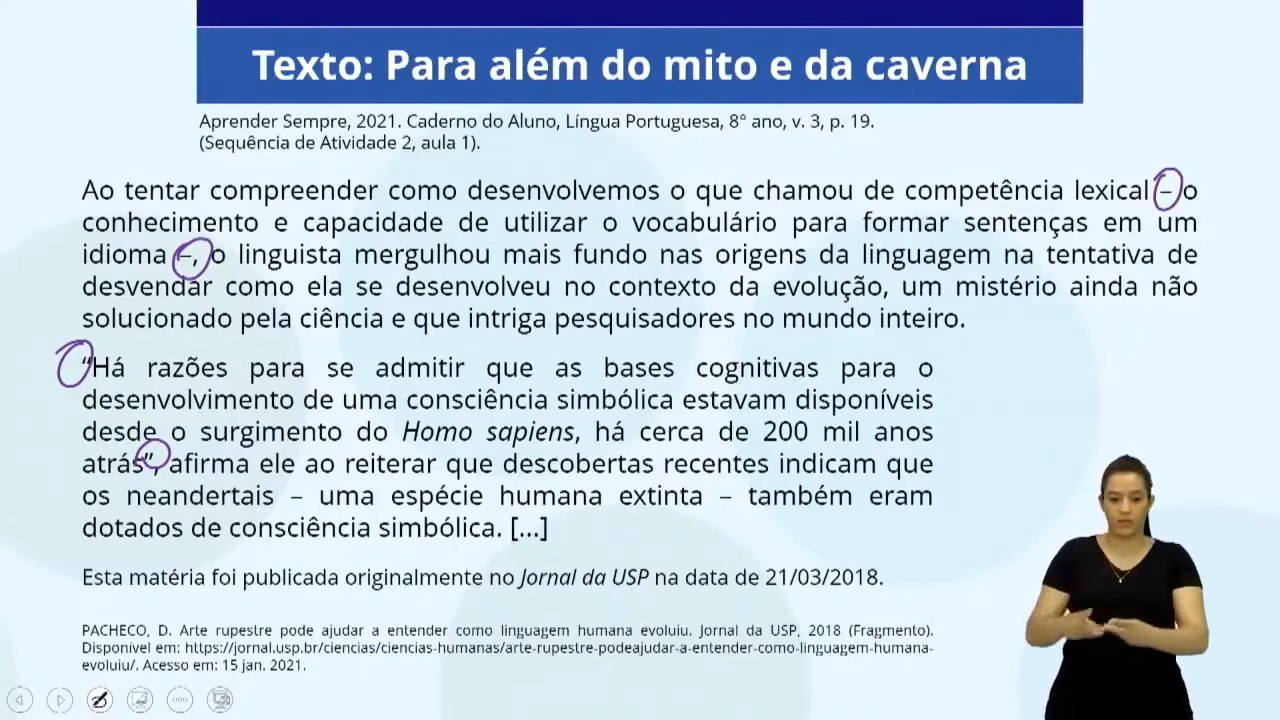 Texto: Para além do mito e da caverna
Aprender Sempre, 2021. Caderno do Aluno, Língua Portuguesa, 8° ano, v. 3, p. 19.
(Sequência de Atividade 2, aula 1).
Ao tentar compreender como desenvolvemos o que chamou de competência lexical – o
conhecimento e capacidade de utilizar o vocabulário para formar sentenças em um
idioma –, o linguista mergulhou mais fundo nas origens da linguagem na tentativa de
desvendar como ela se desenvolveu no contexto da evolução, um mistério ainda não
solucionado pela ciência e que intriga pesquisadores no mundo inteiro.
“Há razões para se admitir que as bases cognitivas para o
desenvolvimento de uma consciência simbólica estavam disponíveis
desde o surgimento do Homo sapiens, há cerca de 200 mil anos
atrás”, afirma ele ao reiterar que descobertas recentes indicam que
os neandertais – uma espécie humana extinta – também eram
dotados de consciência simbólica. [...]
Esta matéria foi publicada originalmente no Jornal da USP na data de 21/03/2018.
PACHECO, D. Arte rupestre pode ajudar a entender como linguagem humana evoluiu. Jornal da USP, 2018 (Fragmento).
Disponível em: https://jornal.usp.br/ciencias/ciencias-humanas/arte-rupestre-podeajudar-a-entender-como-linguagem-humana-
evoluiu/. Acesso em: 15 jan. 2021.